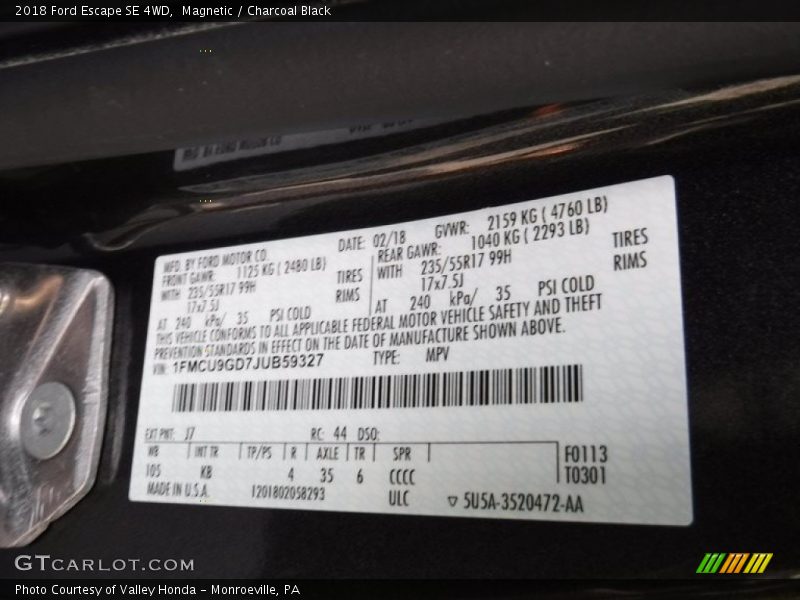 2018 Ford Escape SE 4WD, Magnetic / Charcoal Black
MFD. BY FORD MOTOR CO. DATE: 02/18 GVWR: 2159 KG ( 4760 LB)
FRONT GAWR: 1125 KG ( 2480 LB) REAR GAWR: 1040 KG ( 2293 LB)
WITH 235/55R17 99H TIRES WITH 235/55R17 99H TIRES
17x7.5J RIMS 17x7.5J RIMS
AT 240 kPa/ 35 PSI COLD AT 240 kPa/ 35 PSI COLD
THIS VEHICLE CONFORMS TO ALL APPLICABLE FEDERAL MOTOR VEHICLE SAFETY AND THEFT
PREVENTION STANDARDS IN EFFECT ON THE DATE OF MANUFACTURE SHOWN ABOVE.
VIN: 1FMCU9GD7JUB59327 TYPE: MPV
EXT PNT: J7 RC: 44 DSO:
WB INT TR TP/PS R AXLE TR SPR F0113
105 KB 4 35 6 CCCC T0301
MADE IN U.S.A. 1201802058293 ULC ▽ 5U5A-3520472-AA
GTCARLOT.COM
Photo Courtesy of Valley Honda - Monroeville, PA